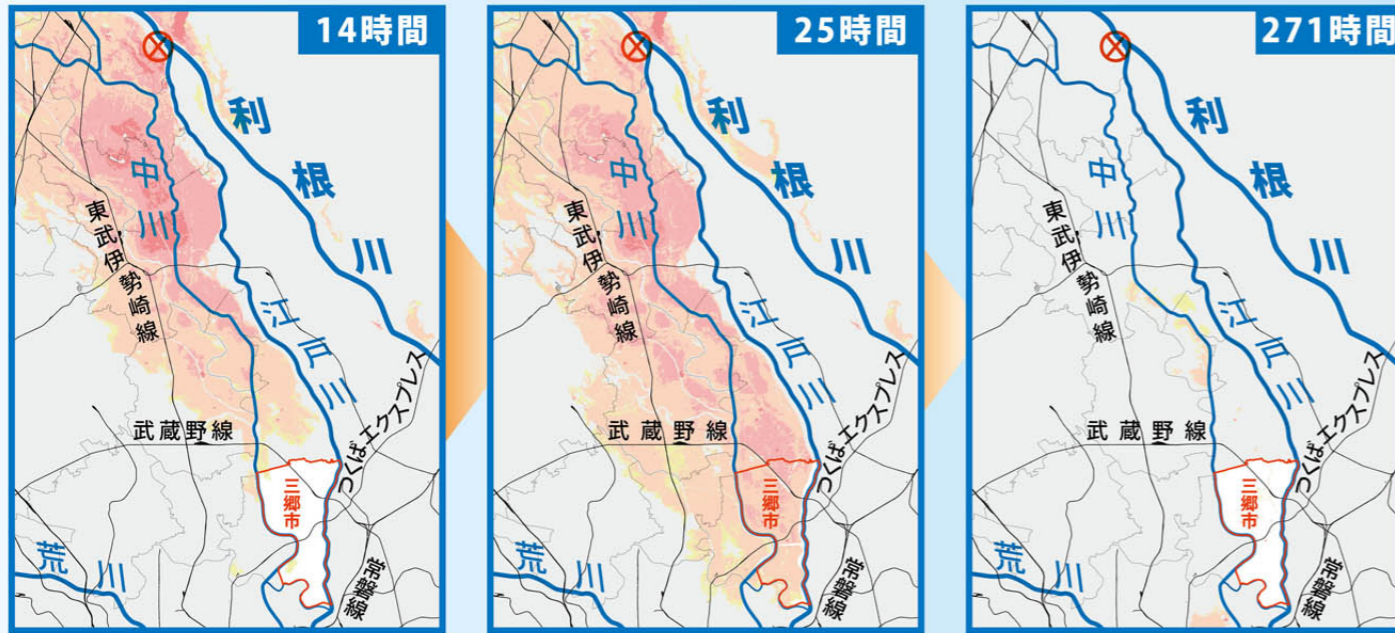 14時間
利根川
中川
東武伊勢崎線
江戸川
武蔵野線
つくばエクスプレス
三郷市
荒川
常磐線
25時間
利根川
中川
東武伊勢崎線
江戸川
武蔵野線
つくばエクスプレス
三郷市
荒川
常磐線
271時間
利根川
中川
東武伊勢崎線
江戸川
武蔵野線
つくばエクスプレス
三郷市
荒川
常磐線